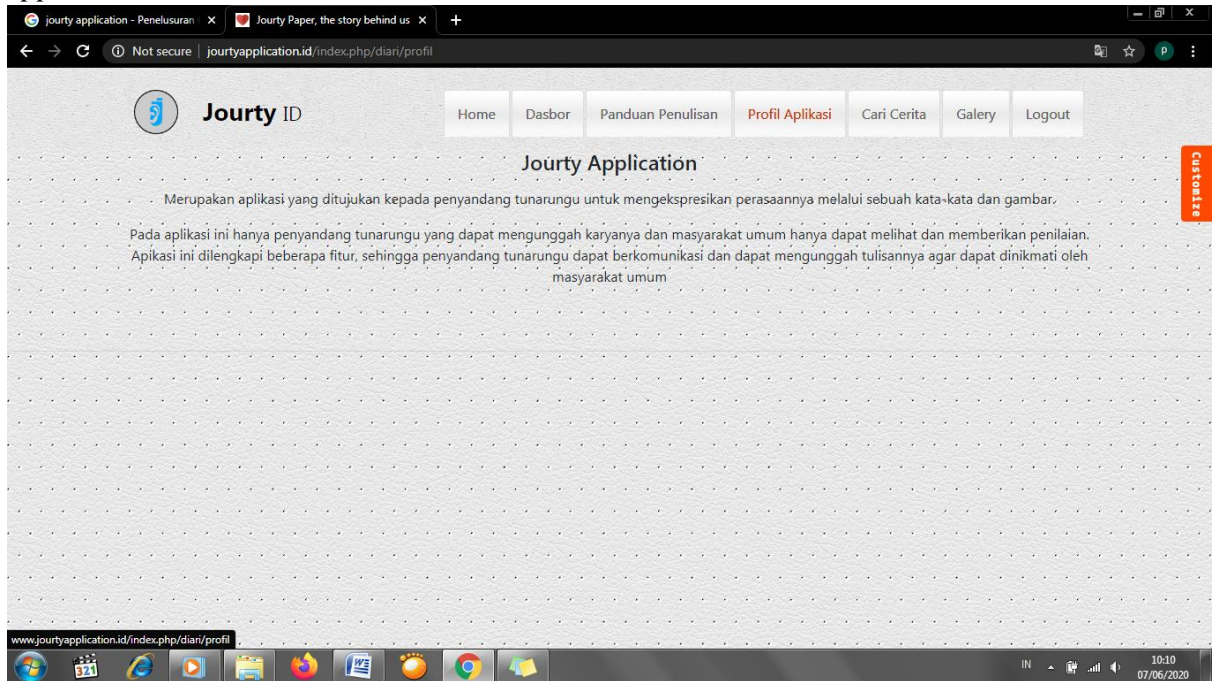 jourty application - Penelusuran
Jourty Paper, the story behind us
Not secure | jourtyapplication.id/index.php/diari/profil
P
Jourty ID
Home Dasbor Panduan Penulisan Profil Aplikasi Cari Cerita Galery Logout
Customize
Jourty Application
Merupakan aplikasi yang ditujukan kepada penyandang tunarungu untuk mengekspresikan perasaannya melalui sebuah kata-kata dan gambar.
Pada aplikasi ini hanya penyandang tunarungu yang dapat mengunggah karyanya dan masyarakat umum hanya dapat melihat dan memberikan penilaian.
Apikasi ini dilengkapi beberapa fitur, sehingga penyandang tunarungu dapat berkomunikasi dan dapat mengunggah tulisannya agar dapat dinikmati oleh
masyarakat umum
www.jourtyapplication.id/index.php/diari/profil
321
IN
10:10
07/06/2020